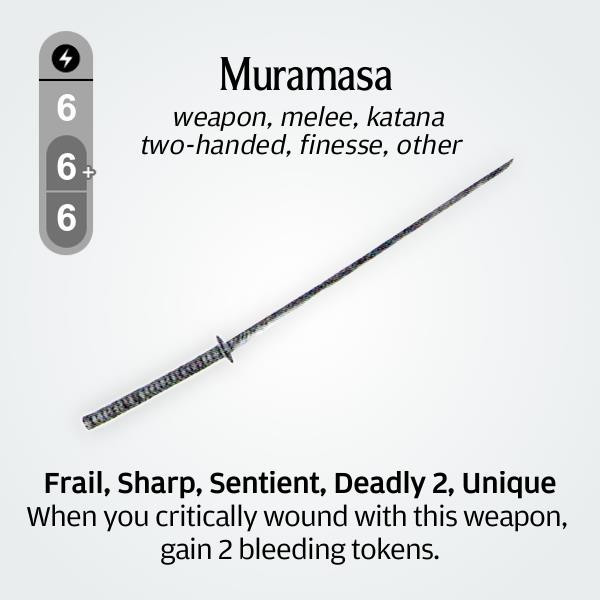 Muramasa
weapon, melee, katana
two-handed, finesse, other
6
6+
6
Frail, Sharp, Sentient, Deadly 2, Unique
When you critically wound with this weapon,
gain 2 bleeding tokens.